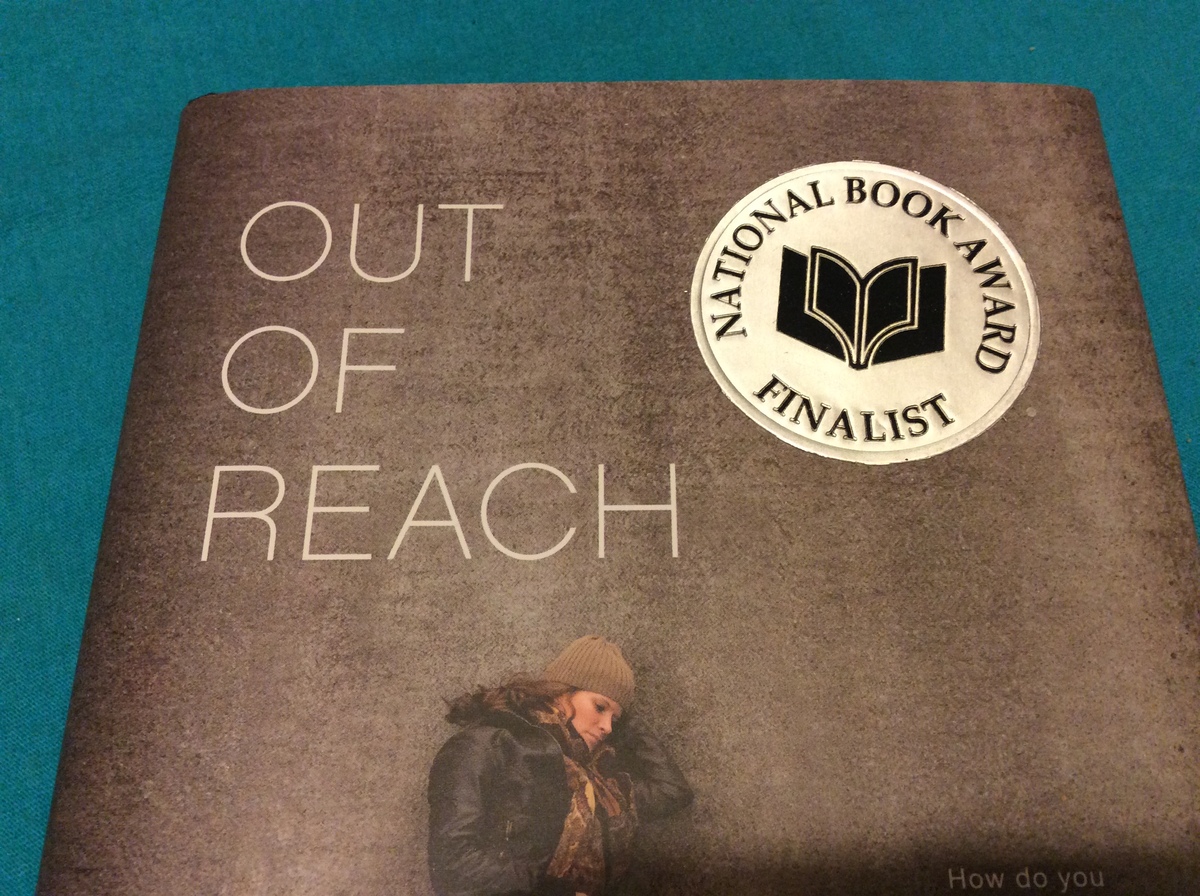 OUT
OF
REACH
NATIONAL BOOK AWARD
FINALIST
How do you